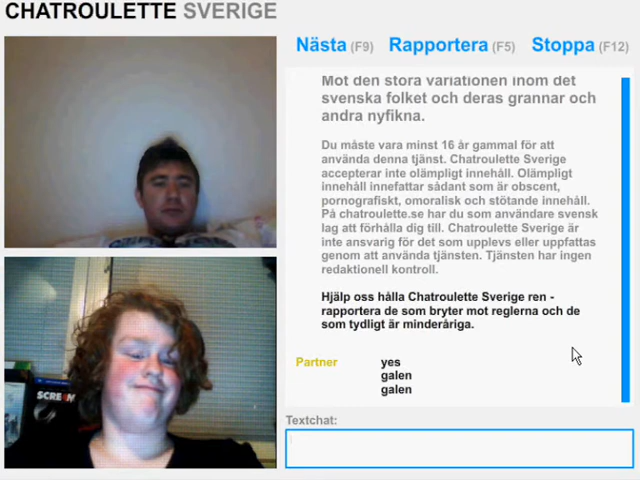 CHATROULETTE SVERIGE
Nästa (F9) Rapportera (F5) Stoppa (F12)
Mot den stora variationen inom det
svenska folket och deras grannar och
andra nyfikna.
Du måste vara minst 16 år gammal för att
använda denna tjänst. Chatroulette Sverige
accepterar inte olämpligt innehåll. Olämpligt
innehåll innefattar sådant som är obscent,
pornografiskt, omoralisk och stötande innehåll.
På chatroulette.se har du som användare svensk
lag att förhålla dig till. Chatroulette Sverige är
inte ansvarig för det som upplevs eller uppfattas
genom att använda tjänsten. Tjänsten har ingen
redaktionell kontroll.
Hjälp oss hålla Chatroulette Sverige ren -
rapportera de som bryter mot reglerna och de
som tydligt är minderåriga.
Partner yes
galen
galen
Textchat:
SCRE4M